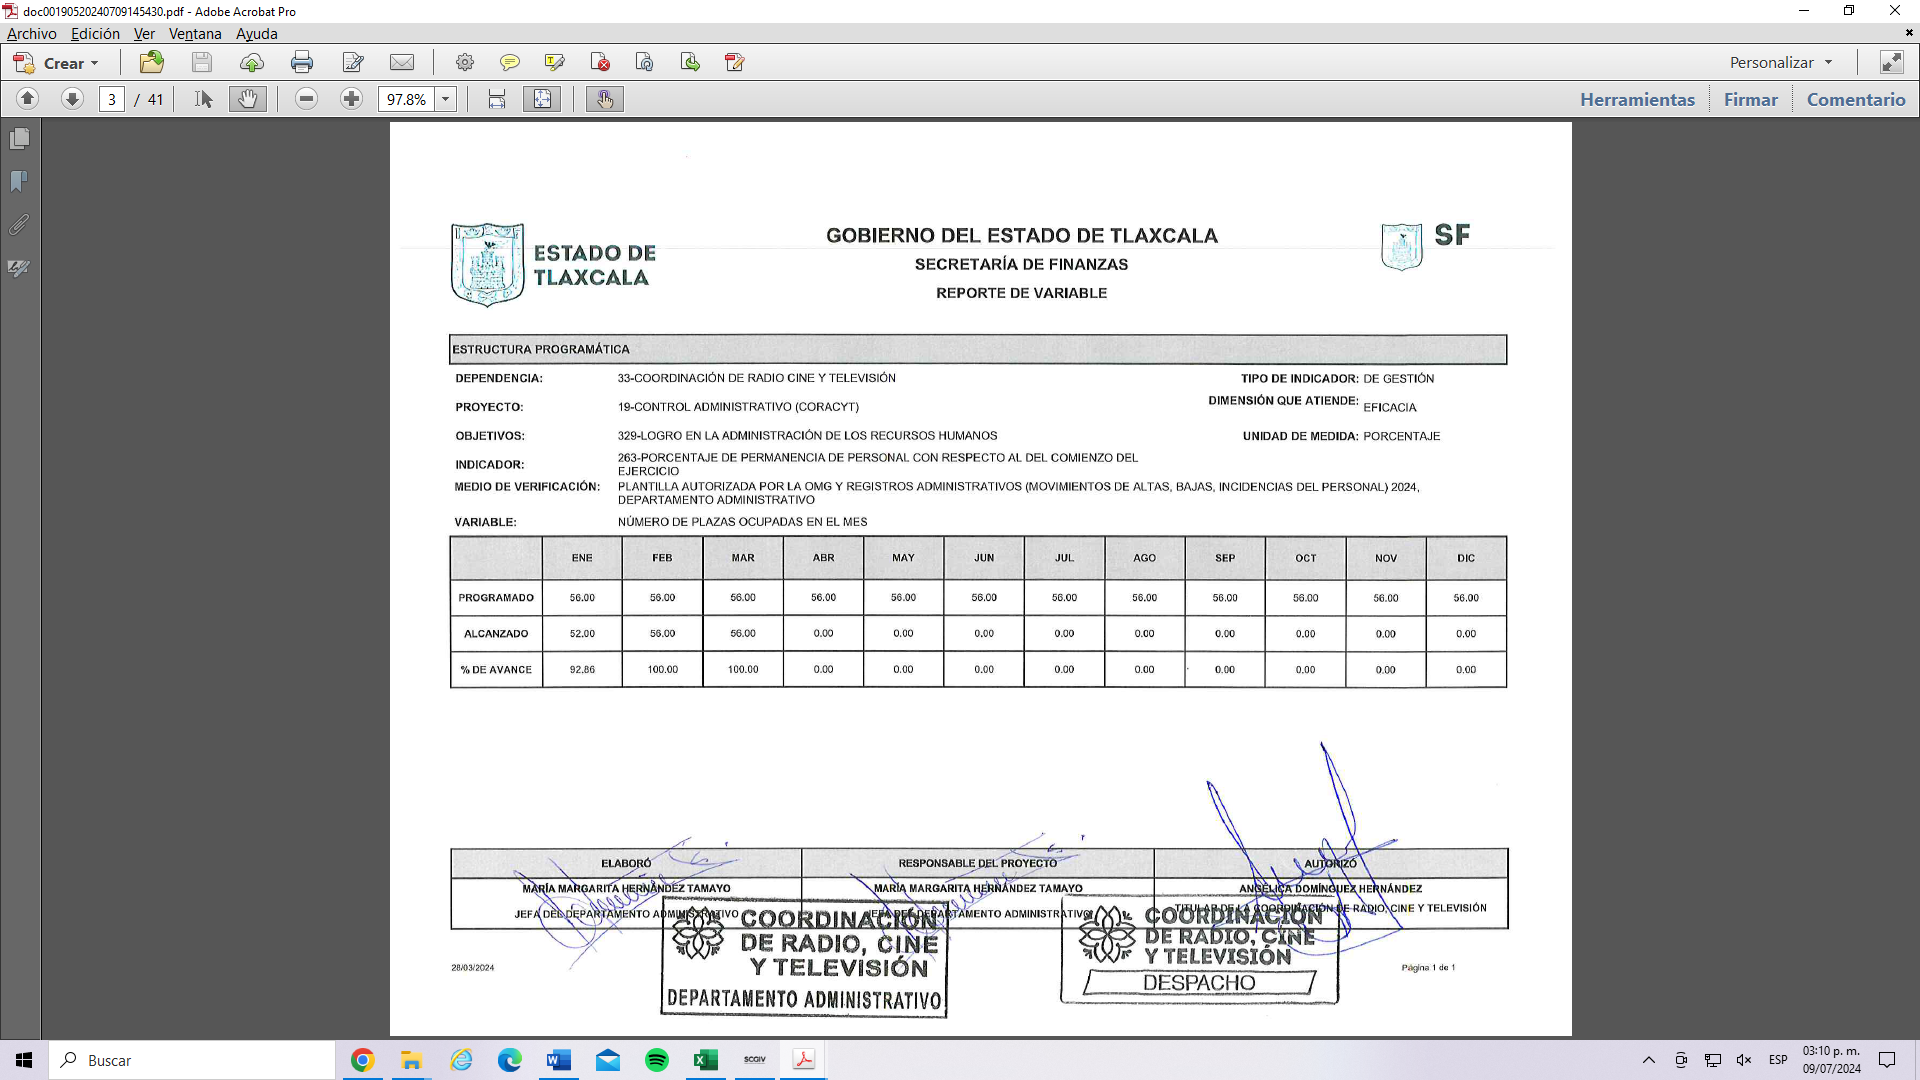 doc00190520240709145430.pdf - Adobe Acrobat Pro
Archivo Edición Ver Ventana Ayuda
Crear
Personalizar
3 / 41
97.8%
Herramientas Firmar Comentario
ESTADO DE
TLAXCALA
GOBIERNO DEL ESTADO DE TLAXCALA
SECRETARÍA DE FINANZAS
REPORTE DE VARIABLE
SF
ESTRUCTURA PROGRAMÁTICA
DEPENDENCIA: 33-COORDINACIÓN DE RADIO CINE Y TELEVISIÓN TIPO DE INDICADOR: DE GESTIÓN
PROYECTO: 19-CONTROL ADMINISTRATIVO (CORACYT) DIMENSIÓN QUE ATIENDE: EFICACIA
OBJETIVOS: 329-LOGRO EN LA ADMINISTRACIÓN DE LOS RECURSOS HUMANOS UNIDAD DE MEDIDA: PORCENTAJE
INDICADOR: 263-PORCENTAJE DE PERMANENCIA DE PERSONAL CON RESPECTO AL DEL COMIENZO DEL
EJERCICIO
MEDIO DE VERIFICACIÓN: PLANTILLA AUTORIZADA POR LA OMG Y REGISTROS ADMINISTRATIVOS (MOVIMIENTOS DE ALTAS, BAJAS, INCIDENCIAS DEL PERSONAL) 2024,
DEPARTAMENTO ADMINISTRATIVO
VARIABLE: NÚMERO DE PLAZAS OCUPADAS EN EL MES
ENE FEB MAR ABR MAY JUN JUL AGO SEP OCT NOV DIC
PROGRAMADO 56.00 56.00 56.00 56.00 56.00 56.00 56.00 56.00 56.00 56.00 56.00 56.00
ALCANZADO 52.00 56.00 56.00 0.00 0.00 0.00 0.00 0.00 0.00 0.00 0.00 0.00
% DE AVANCE 92.86 100.00 100.00 0.00 0.00 0.00 0.00 0.00 0.00 0.00 0.00 0.00
ELABORÓ RESPONSABLE DEL PROYECTO AUTORIZÓ
MARÍA MARGARITA HERNÁNDEZ TAMAYO MARÍA MARGARITA HERNÁNDEZ TAMAYO ANGÉLICA DOMÍNGUEZ HERNÁNDEZ
JEFA DEL DEPARTAMENTO ADMINISTRATIVO JEFA DEL DEPARTAMENTO ADMINISTRATIVO TITULAR DE LA COORDINACIÓN DE RADIO, CINE Y TELEVISIÓN
COORDINACIÓN
DE RADIO, CINE
Y TELEVISIÓN
DEPARTAMENTO ADMINISTRATIVO
COORDINACIÓN
DE RADIO, CINE
Y TELEVISIÓN
DESPACHO
28/03/2024
Página 1 de 1
Buscar
SCGIV
ESP
03:10 p. m.
09/07/2024